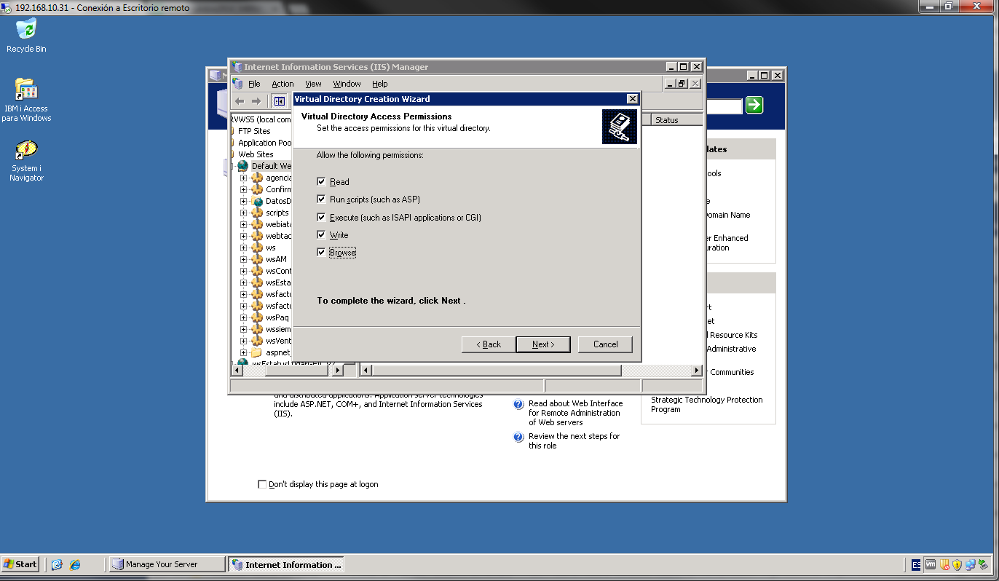 192.168.10.31 - Conexión a Escritorio remoto
Recycle Bin
IBM i Access
para Windows
System i
Navigator
Internet Information Services (IIS) Manager
File Action View Window Help
Virtual Directory Creation Wizard
Virtual Directory Access Permissions
Set the access permissions for this virtual directory.
Allow the following permissions:
Read
Run scripts (such as ASP)
Execute (such as ISAPI applications or CGI)
Write
Browse
To complete the wizard, click Next .
< Back
Next >
Cancel
RVWS5 (local com
FTP Sites
Application Poo
Web Sites
Default We
agencia
Confirm
DatosD
scripts
webiata
webtac
ws
wsAM
wsCont
wsEsta
wsfactu
wsfactu
wsPaq
wssiem
wsVent
aspnet_
Status
lates
ools
e
omain Name
er Enhanced
uration
rt
et
l Resource Kits
Administrative
r Communities
Strategic Technology Protection
Program
and distributed applications. Application server technologies
include ASP.NET, COM+, and Internet Information Services
(IIS).
Read about Web Interface
for Remote Administration
of Web servers
Review the next steps for
this role
Don't display this page at logon
Start
Manage Your Server
Internet Information ...
ES